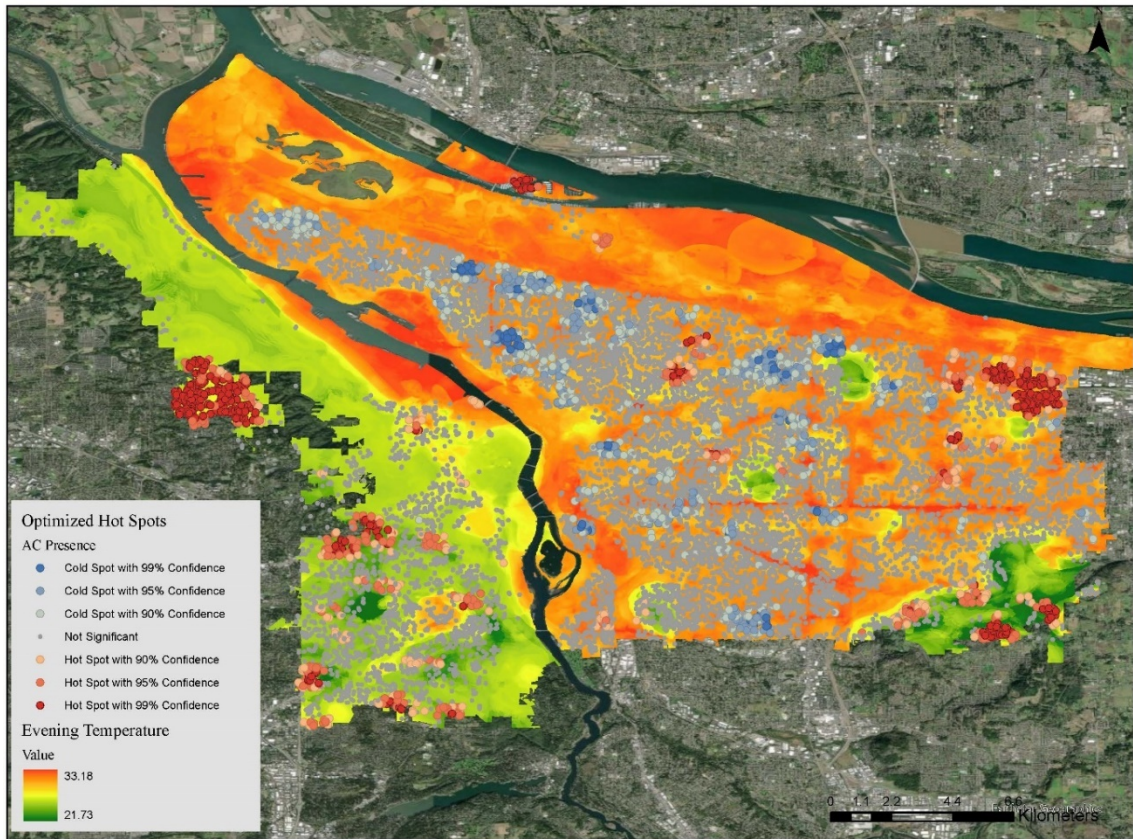 Optimized Hot Spots
AC Presence
Cold Spot with 99% Confidence
Cold Spot with 95% Confidence
Cold Spot with 90% Confidence
Not Significant
Hot Spot with 90% Confidence
Hot Spot with 95% Confidence
Hot Spot with 99% Confidence
Evening Temperature
Value
33.18
21.73
0 1.1 2.2 4.4 6.6
Kilometers